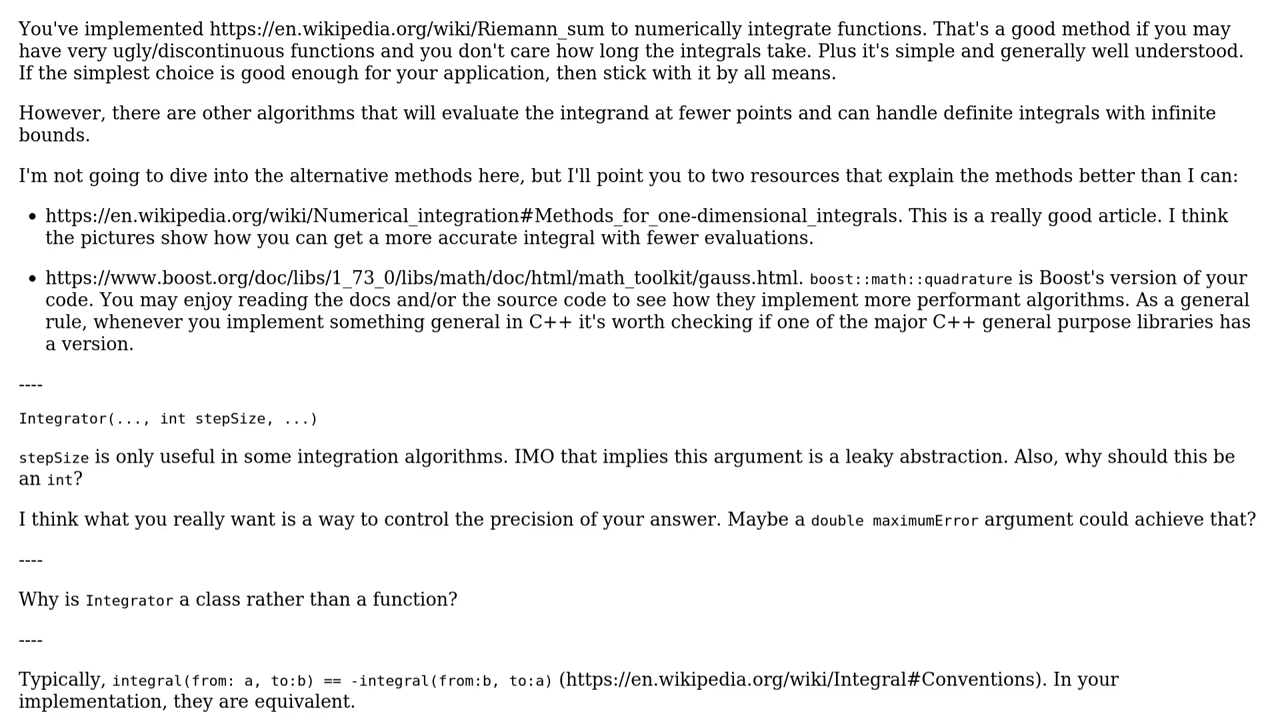 You've implemented https://en.wikipedia.org/wiki/Riemann_sum to numerically integrate functions. That's a good method if you may
have very ugly/discontinuous functions and you don't care how long the integrals take. Plus it's simple and generally well understood.
If the simplest choice is good enough for your application, then stick with it by all means.
However, there are other algorithms that will evaluate the integrand at fewer points and can handle definite integrals with infinite
bounds.
I'm not going to dive into the alternative methods here, but I'll point you to two resources that explain the methods better than I can:
• https://en.wikipedia.org/wiki/Numerical_integration#Methods_for_one-dimensional_integrals. This is a really good article. I think
the pictures show how you can get a more accurate integral with fewer evaluations.
• https://www.boost.org/doc/libs/1_73_0/libs/math/doc/html/math_toolkit/gauss.html. boost::math::quadrature is Boost's version of your
code. You may enjoy reading the docs and/or the source code to see how they implement more performant algorithms. As a general
rule, whenever you implement something general in C++ it's worth checking if one of the major C++ general purpose libraries has
a version.
----
Integrator(..., int stepSize, ...)
stepSize is only useful in some integration algorithms. IMO that implies this argument is a leaky abstraction. Also, why should this be
an int?
I think what you really want is a way to control the precision of your answer. Maybe a double maximumError argument could achieve that?
----
Why is Integrator a class rather than a function?
----
Typically, integral(from: a, to:b) == -integral(from:b, to:a) (https://en.wikipedia.org/wiki/Integral#Conventions). In your
implementation, they are equivalent.